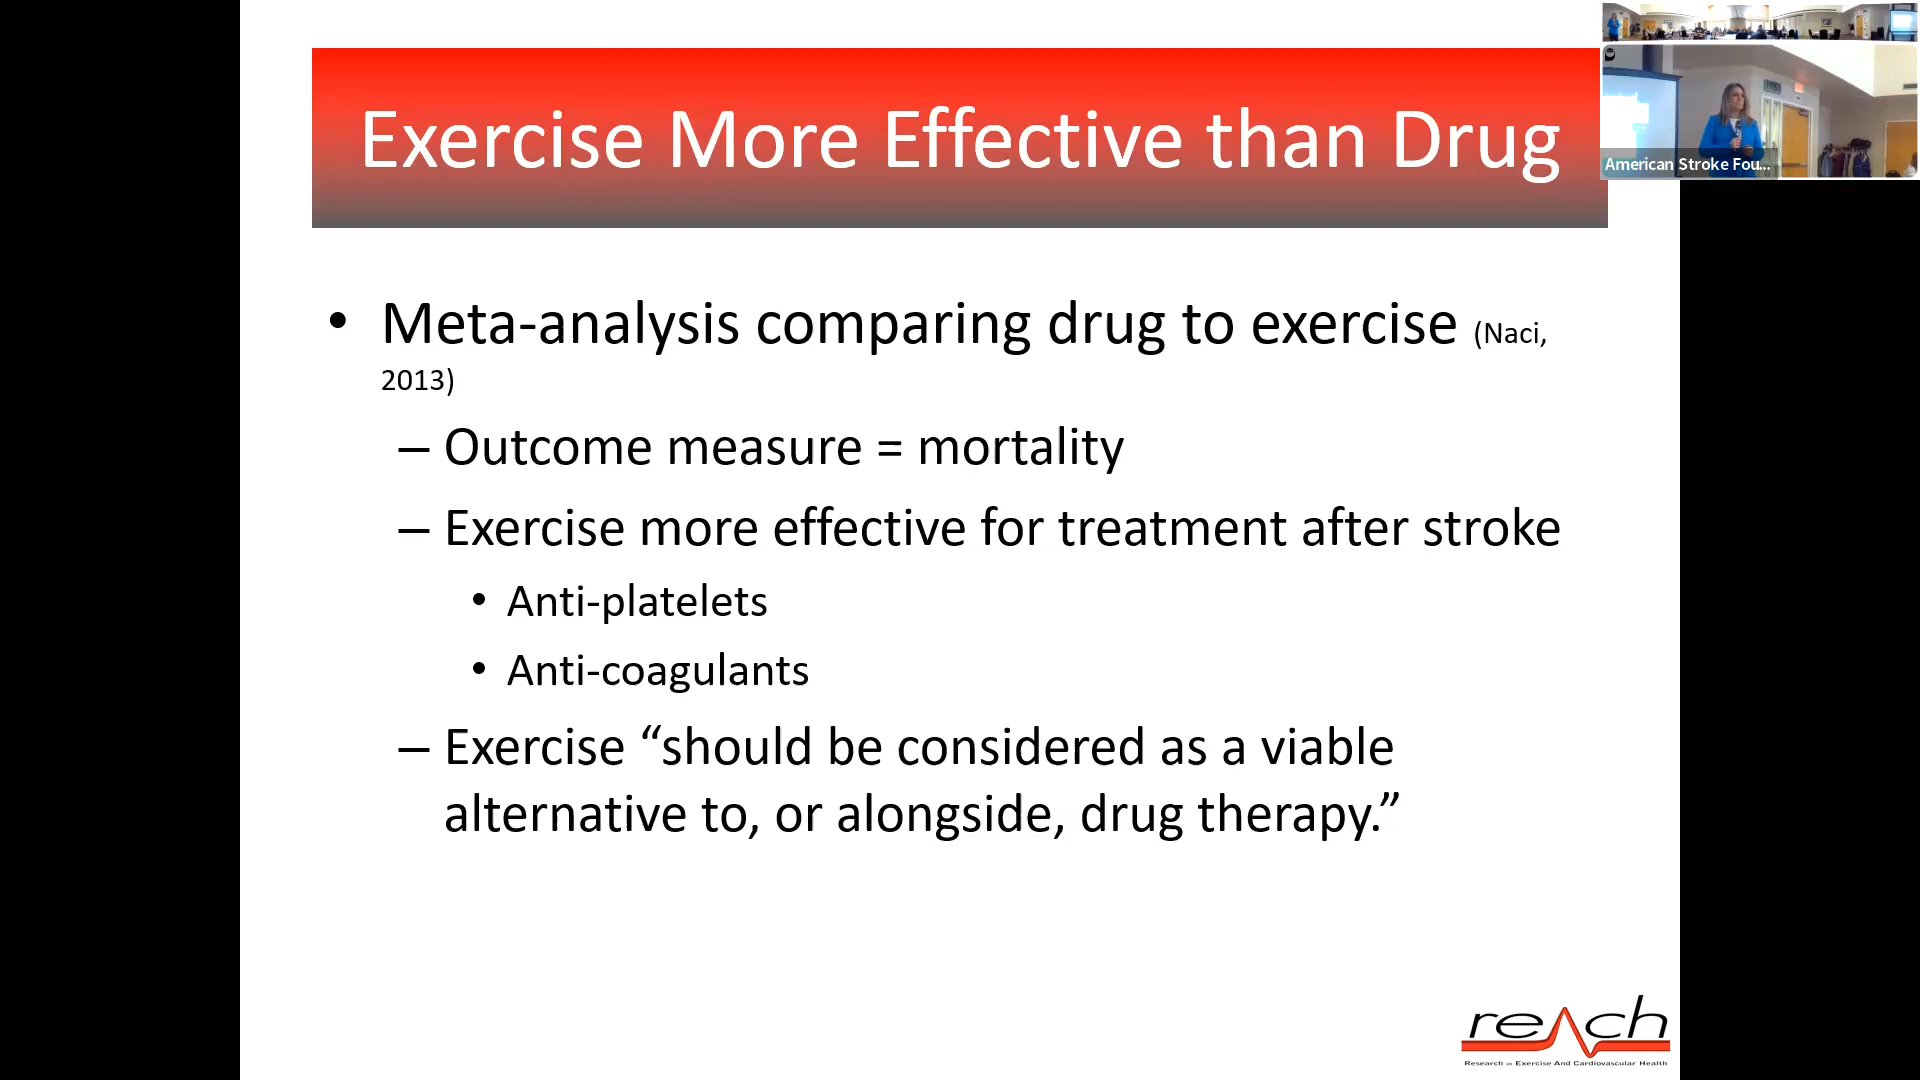 Exercise More Effective than Drug
American Stroke Fou...
• Meta-analysis comparing drug to exercise (Naci,
2013)
– Outcome measure = mortality
– Exercise more effective for treatment after stroke
• Anti-platelets
• Anti-coagulants
– Exercise “should be considered as a viable
alternative to, or alongside, drug therapy.”
reach
Research in Exercise And Cardiovascular Health